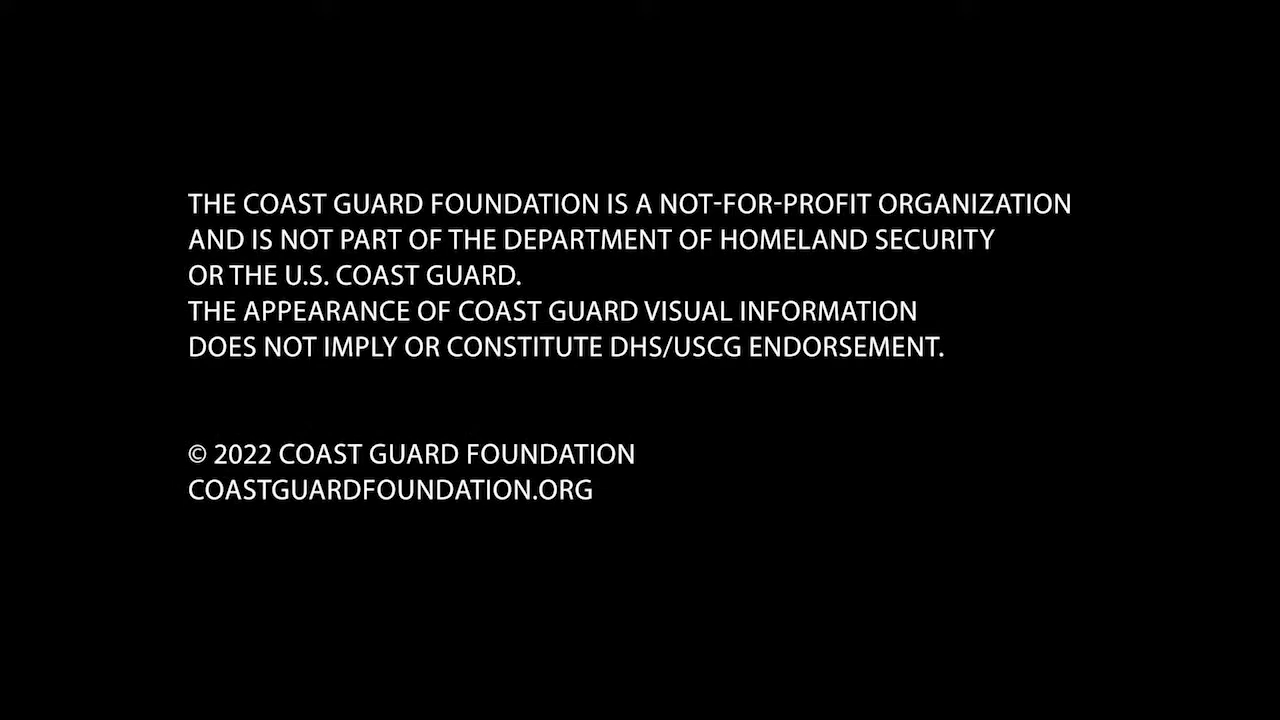 THE COAST GUARD FOUNDATION IS A NOT-FOR-PROFIT ORGANIZATION
AND IS NOT PART OF THE DEPARTMENT OF HOMELAND SECURITY
OR THE U.S. COAST GUARD.
THE APPEARANCE OF COAST GUARD VISUAL INFORMATION
DOES NOT IMPLY OR CONSTITUTE DHS/USCG ENDORSEMENT.
© 2022 COAST GUARD FOUNDATION
COASTGUARDFOUNDATION.ORG